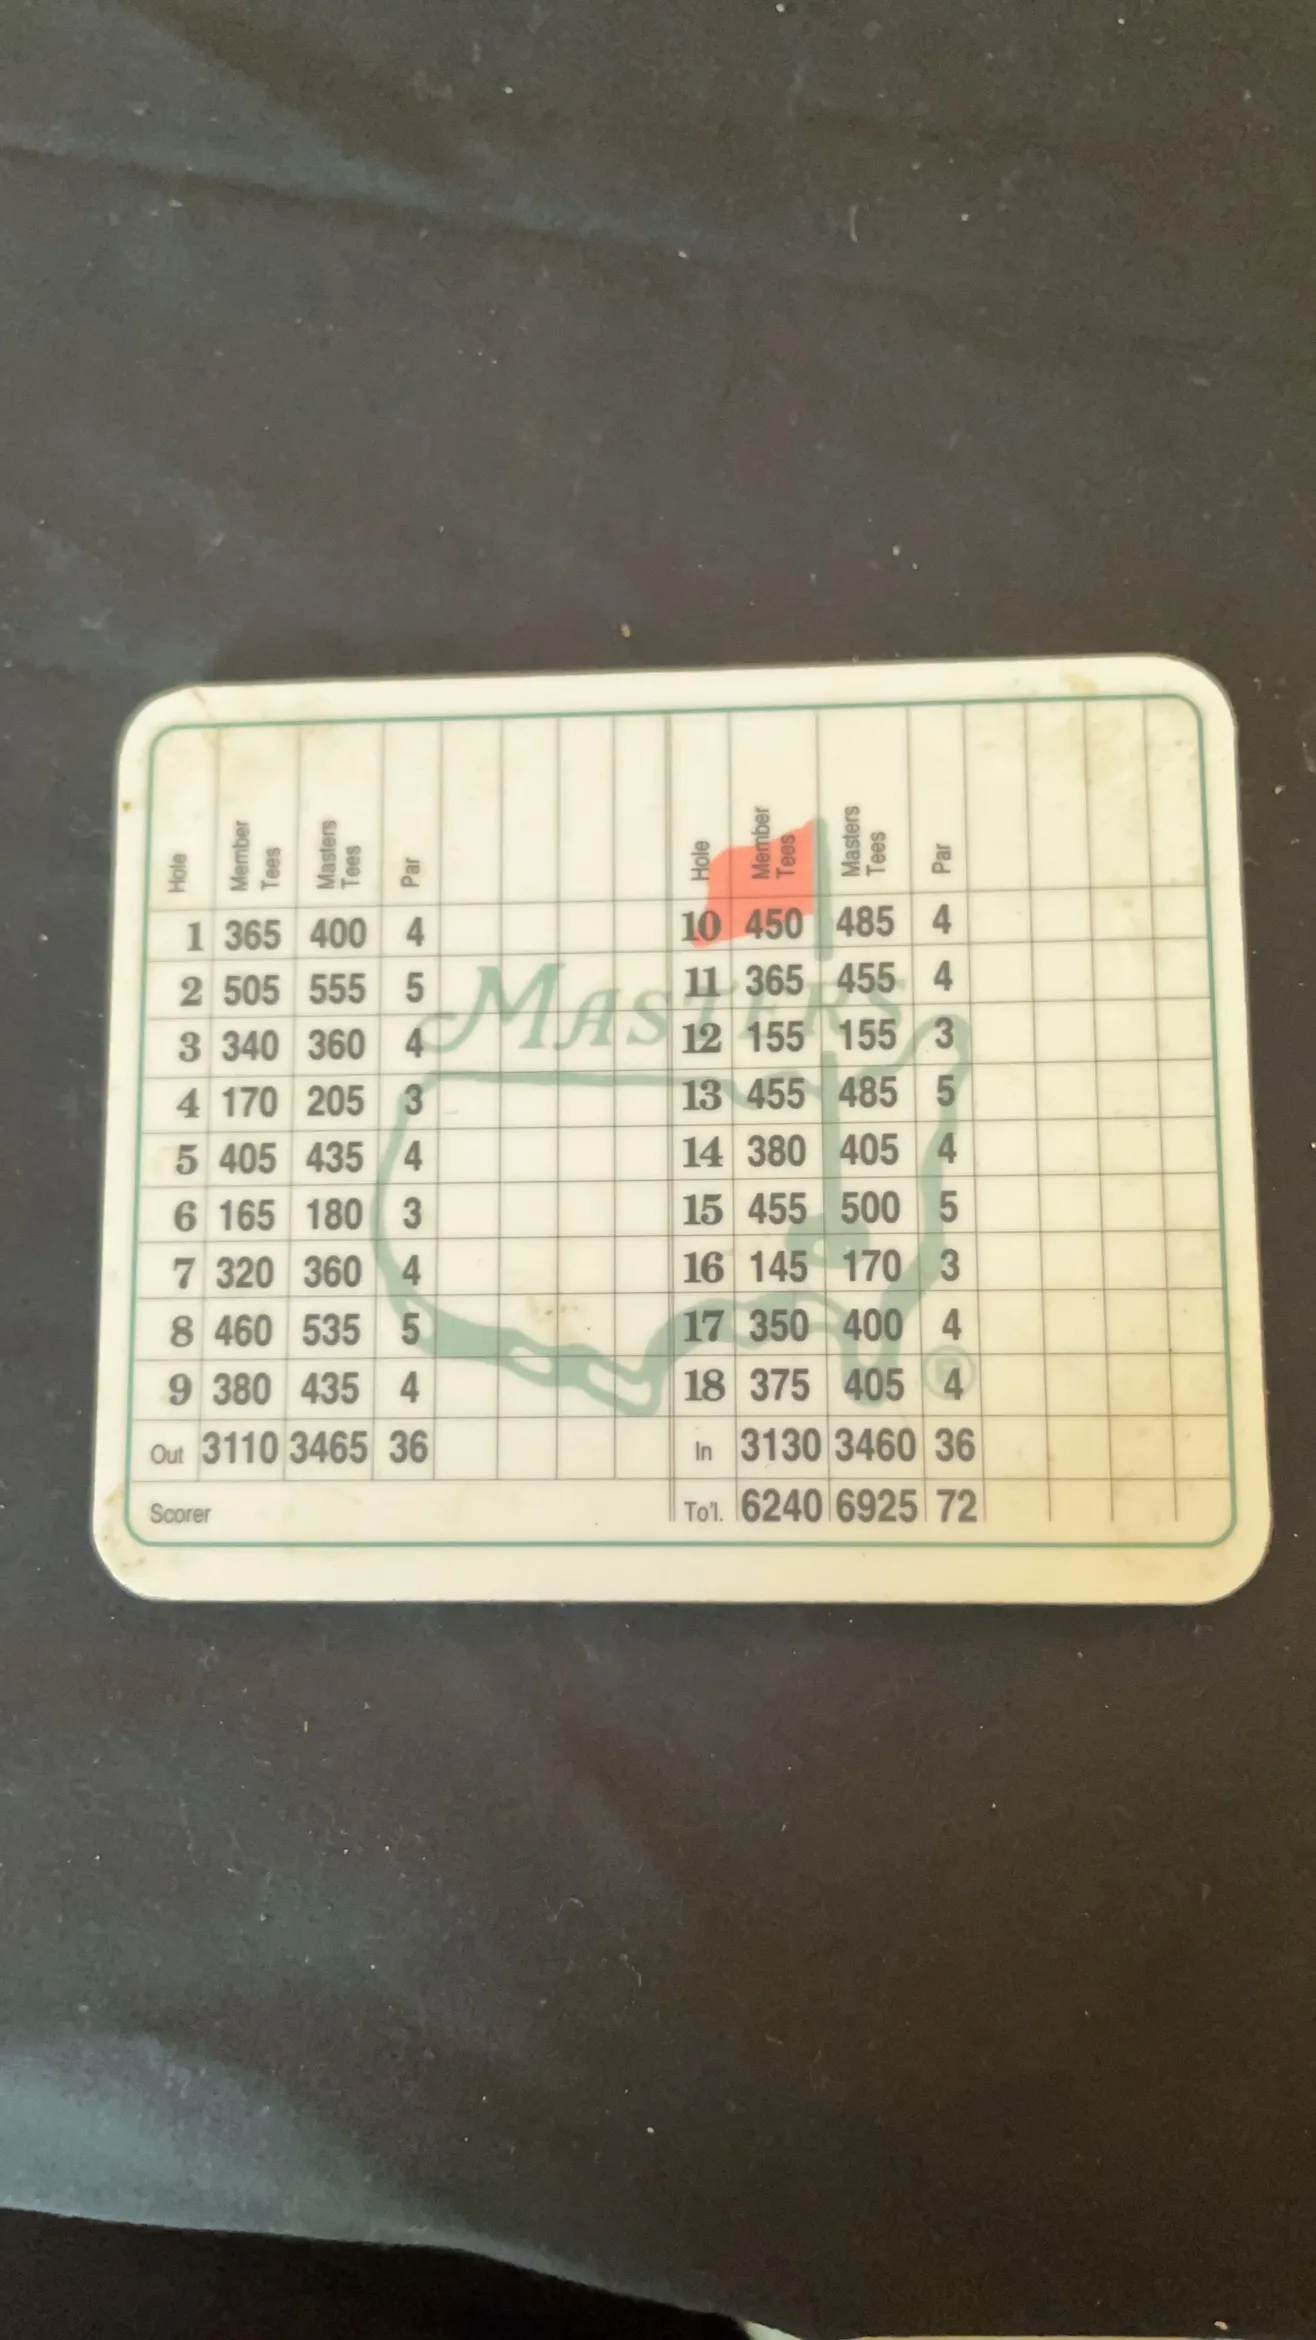 Hole Member Tees Masters Tees Par Hole Member Tees Masters Tees Par
1 365 400 4 10 450 485 4
2 505 555 5 11 365 455 4
3 340 360 4 12 155 155 3
4 170 205 3 13 455 485 5
5 405 435 4 14 380 405 4
6 165 180 3 15 455 500 5
7 320 360 4 16 145 170 3
8 460 535 5 17 350 400 4
9 380 435 4 18 375 405 4
Out 3110 3465 36 In 3130 3460 36
Scorer To'l. 6240 6925 72
MASTERS
®